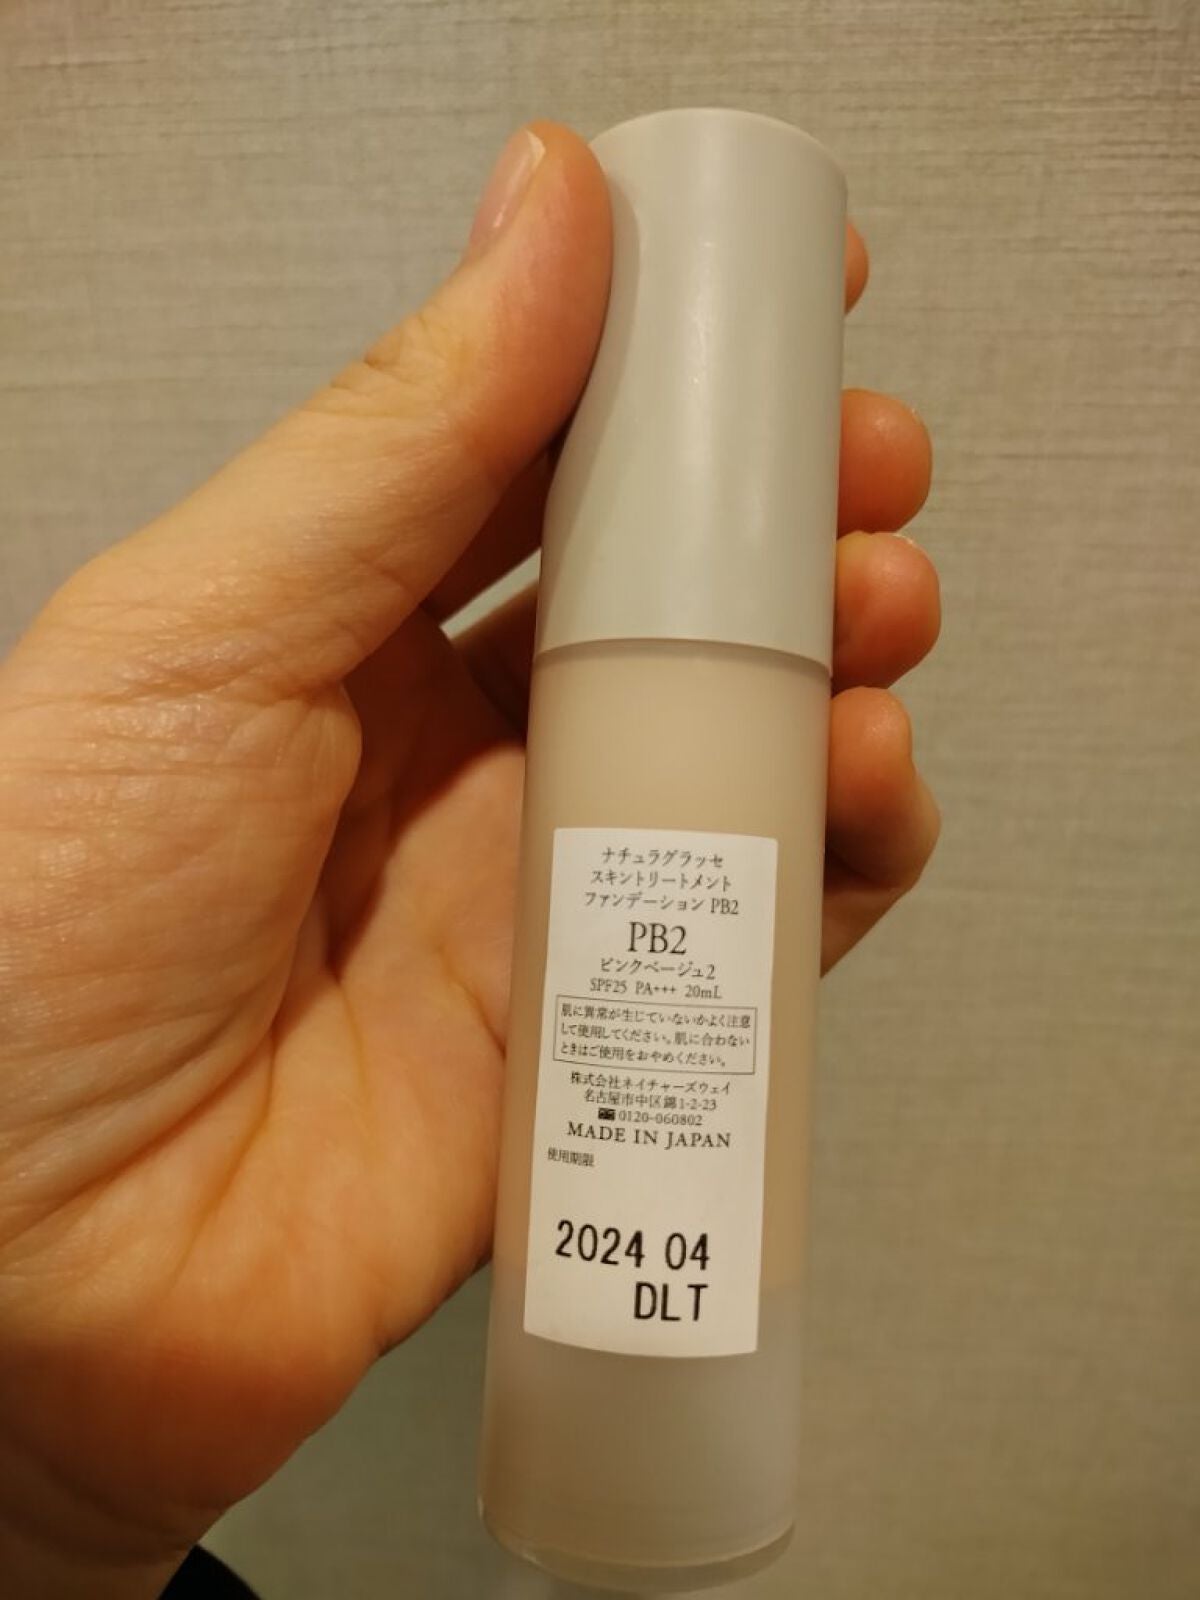 ナチュラグラッセ
スキントリートメント
ファンデーション PB2
PB2
ピンクベージュ2
SPF25 PA+++ 20mL
肌に異常が生じていないかよく注意
して使用してください。肌に合わない
ときはご使用をおやめください。
株式会社ネイチャーズウェイ
名古屋市中区錦1-2-23
0120-060802
MADE IN JAPAN
使用期限
2024 04
DLT